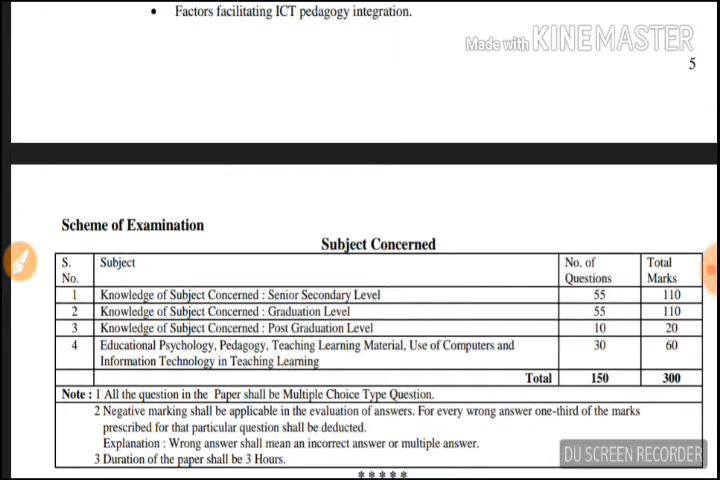 • Factors facilitating ICT pedagogy integration.
Made with KINEMASTER
5
Scheme of Examination
Subject Concerned
S. No. Subject No. of Questions Total Marks
1 Knowledge of Subject Concerned : Senior Secondary Level 55 110
2 Knowledge of Subject Concerned : Graduation Level 55 110
3 Knowledge of Subject Concerned : Post Graduation Level 10 20
4 Educational Psychology, Pedagogy, Teaching Learning Material, Use of Computers and 30 60
Information Technology in Teaching Learning
Total 150 300
Note : 1 All the question in the Paper shall be Multiple Choice Type Question.
2 Negative marking shall be applicable in the evaluation of answers. For every wrong answer one-third of the marks
prescribed for that particular question shall be deducted.
Explanation : Wrong answer shall mean an incorrect answer or multiple answer.
3 Duration of the paper shall be 3 Hours.
DU SCREEN RECORDER
* * * * *